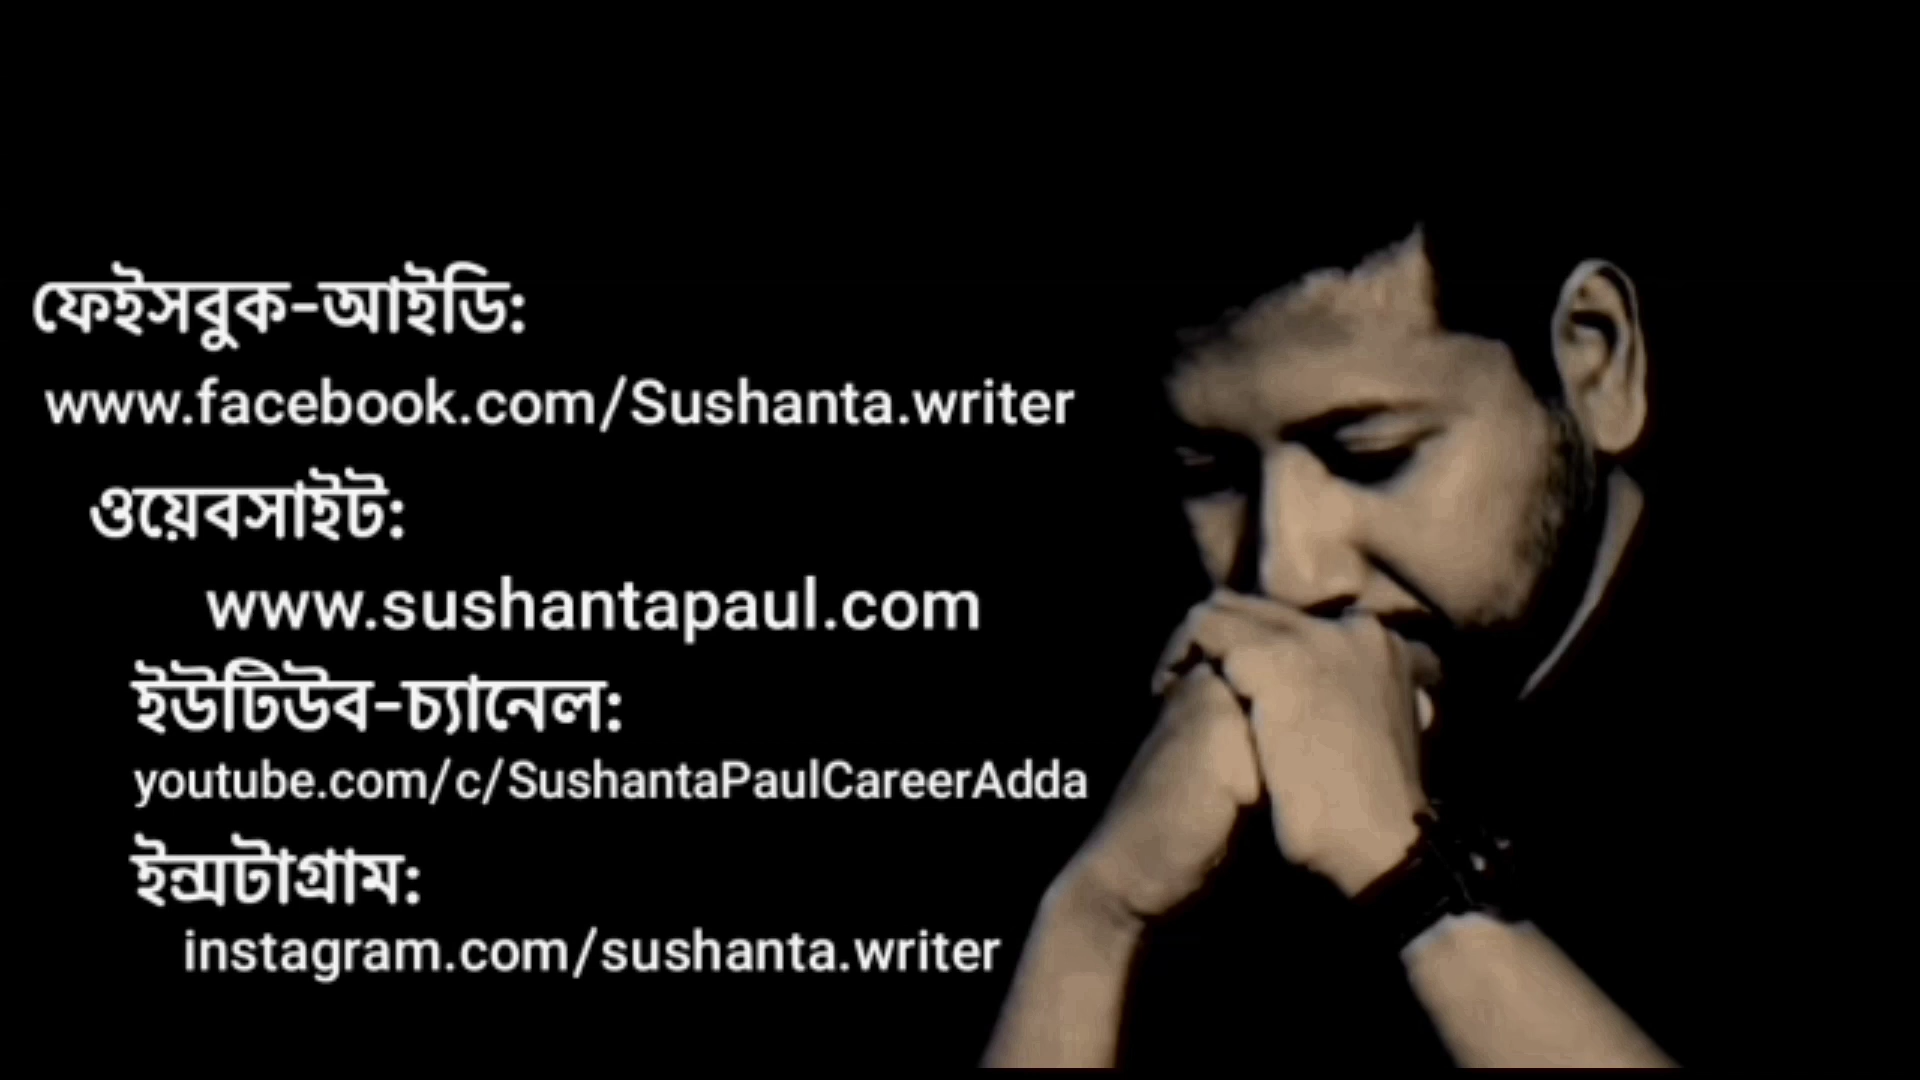 ফেইসবুক-আইডি:
www.facebook.com/Sushanta.writer
ওয়েবসাইট:
www.sushantapaul.com
ইউটিউব-চ্যানেল:
youtube.com/c/SushantaPaulCareerAdda
ইন্সটাগ্রাম:
instagram.com/sushanta.writer